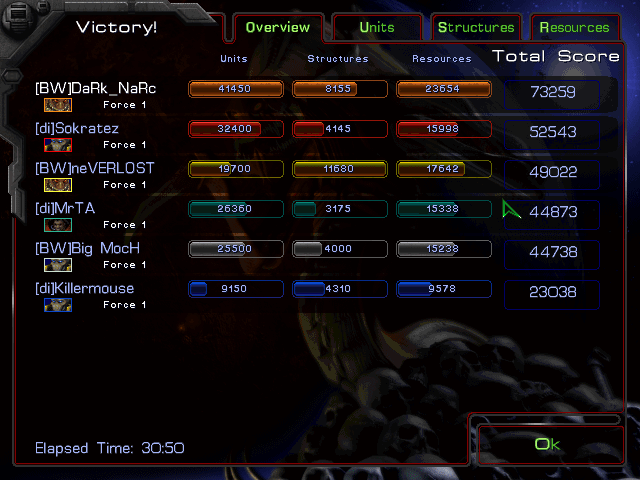 Victory!
Overview
Units
Structures
Resources
Units Structures Resources Total Score
[BW]DaRk_NaRc 41450 8155 23654 73259
Force 1
[di]Sokratez 32400 4145 15998 52543
Force 1
[BW]neVERLOST 19700 11680 17642 49022
Force 1
[di]MrTA 26360 3175 15338 44873
Force 1
[BW]Big MocH 25500 4000 15238 44738
Force 1
[di]Killermouse 9150 4310 9578 23038
Force 1
Elapsed Time: 30:50
Ok